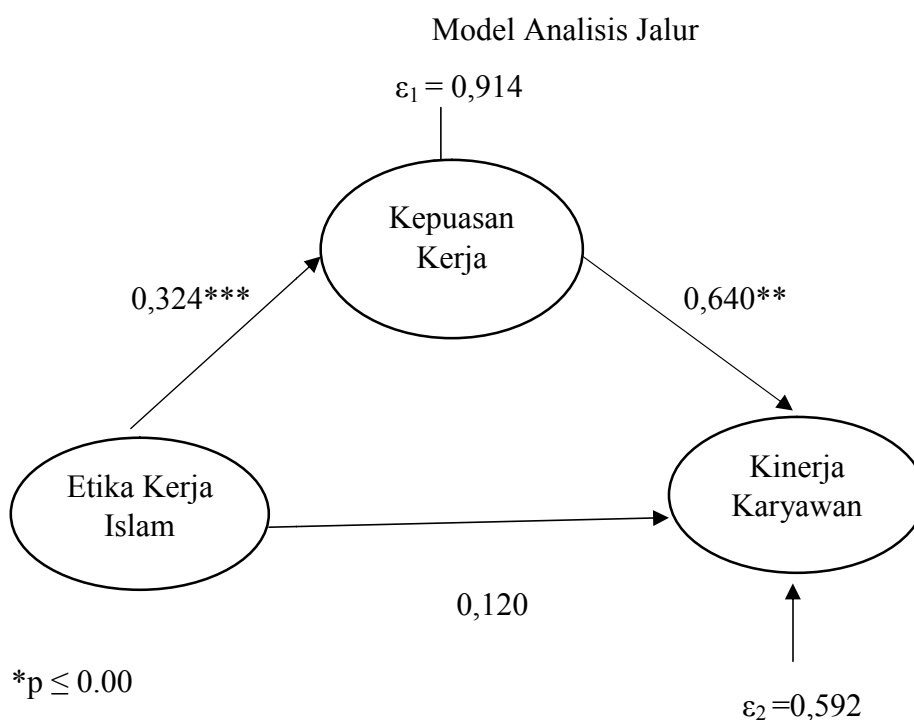 Model Analisis Jalur
ε₁ = 0,914
Kepuasan
Kerja
0,324***
0,640**
Etika Kerja
Islam
Kinerja
Karyawan
0,120
*p ≤ 0.00
ε₂ =0,592